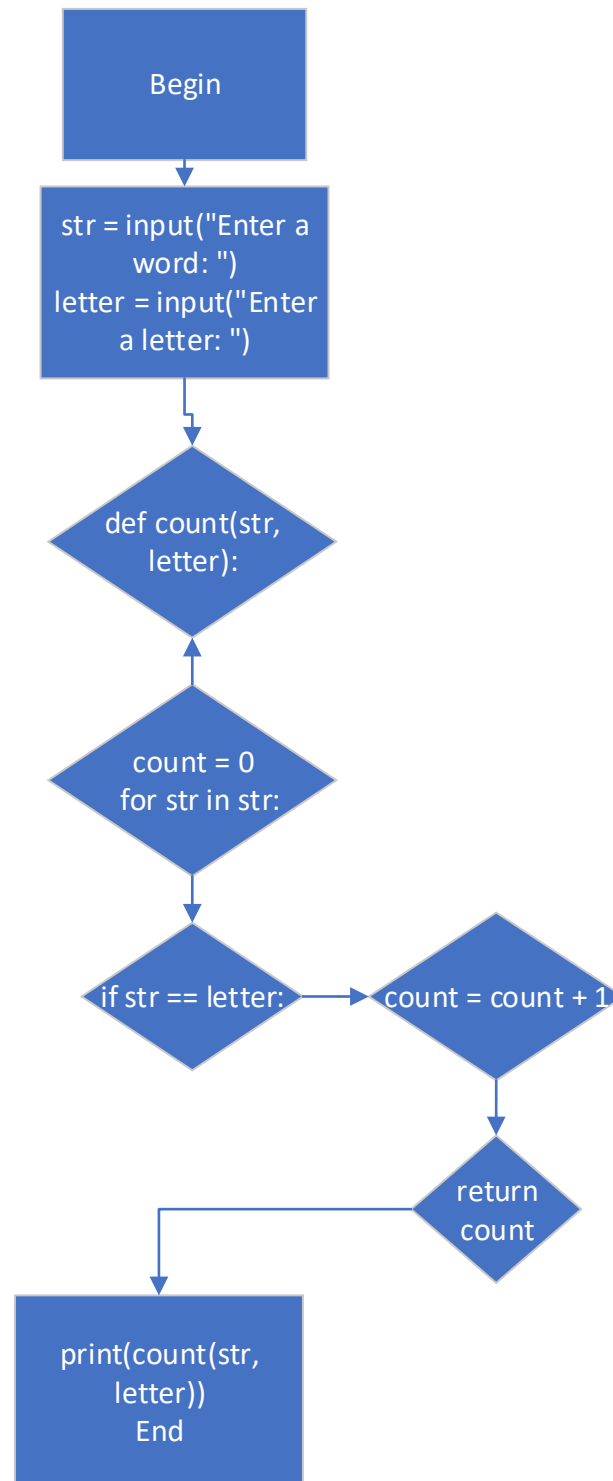 Begin
str = input("Enter a
word: ")
letter = input("Enter
a letter: ")
def count(str,
letter):
count = 0
for str in str:
if str == letter:
count = count + 1
return
count
print(count(str,
letter))
End